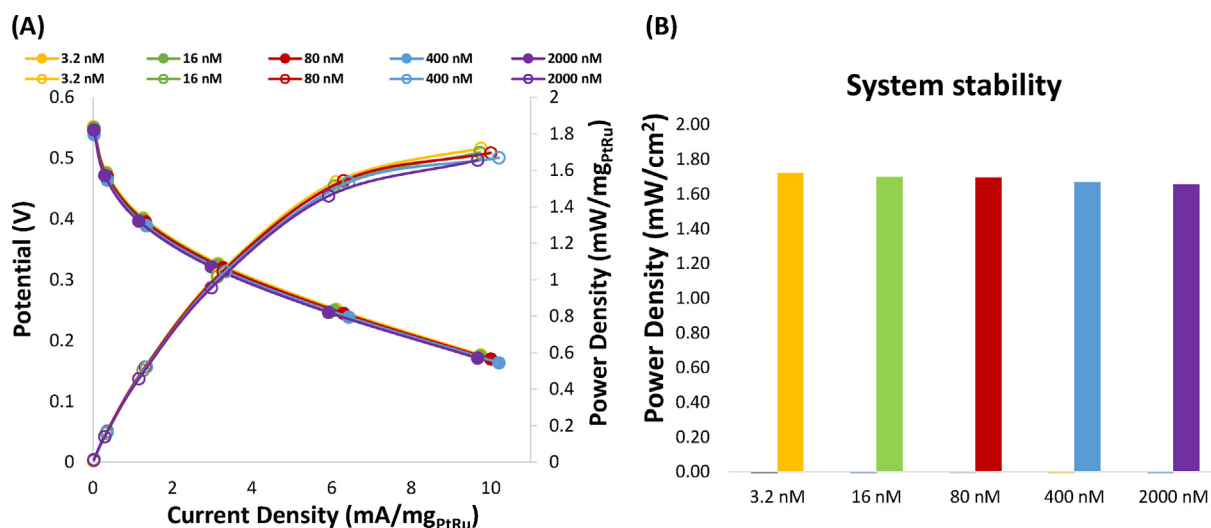 (A)
3.2 nM 16 nM 80 nM 400 nM 2000 nM
3.2 nM 16 nM 80 nM 400 nM 2000 nM
Potential (V)
0.6
0.5
0.4
0.3
0.2
0.1
0
2
1.8
1.6
1.4
1.2
1
0.8
0.6
0.4
0.2
0
Power Density (mW/mgPtRu)
0 2 4 6 8 10
Current Density (mA/mgPtRu)
(B)
System stability
Power Density (mW/cm²)
2.00
1.80
1.60
1.40
1.20
1.00
0.80
0.60
0.40
0.20
0.00
3.2 nM 16 nM 80 nM 400 nM 2000 nM